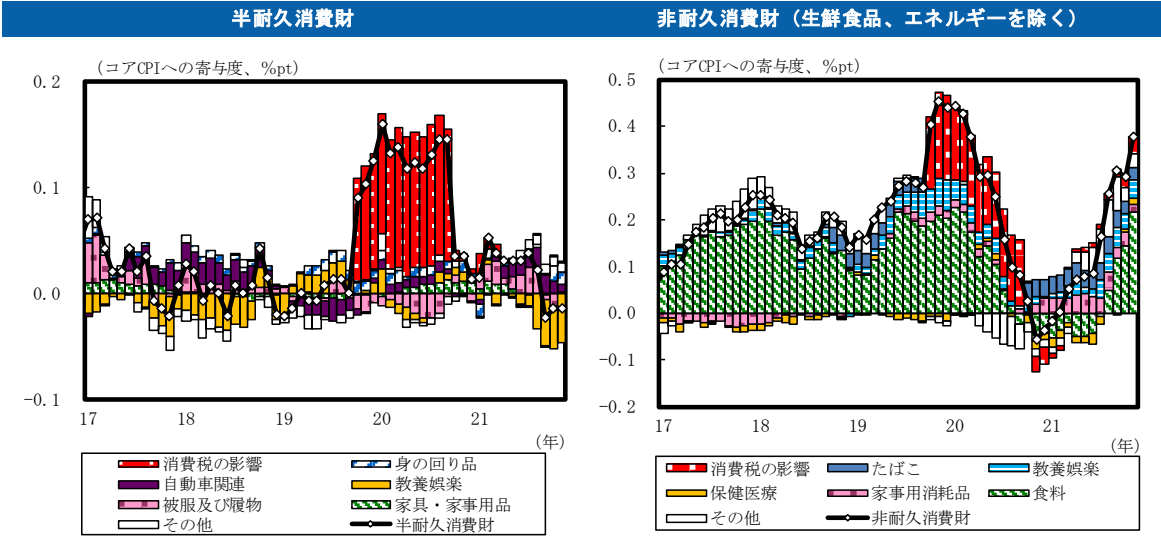 半耐久消費財
(コアCPIへの寄与度、%pt)
0.2
0.1
0.0
-0.1
17 18 19 20 21
(年)
消費税の影響 身の回り品
自動車関連 教養娯楽
被服及び履物 家具・家事用品
その他 半耐久消費財
非耐久消費財（生鮮食品、エネルギーを除く）
(コアCPIへの寄与度、%pt)
0.5
0.4
0.3
0.2
0.1
0.0
-0.1
-0.2
17 18 19 20 21
(年)
消費税の影響 たばこ 教養娯楽
保健医療 家事用消耗品 食料
その他 非耐久消費財